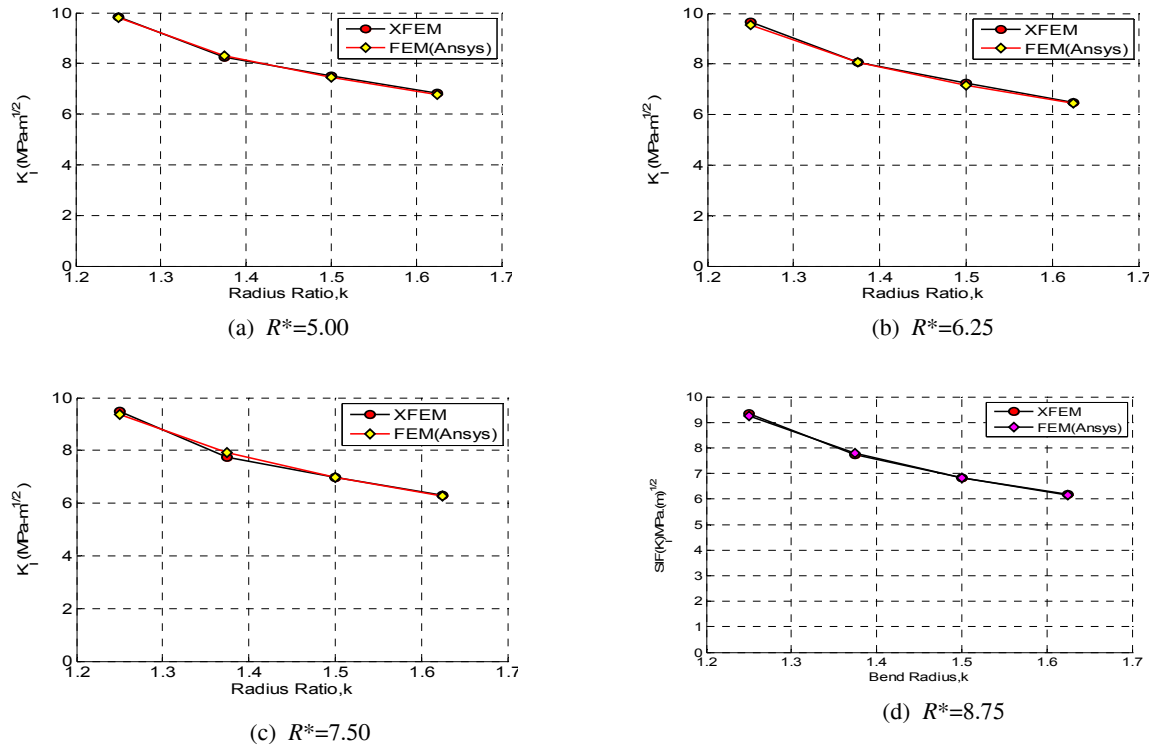 10
8
6
4
2
0
K_I (MPa-m^1/2)
1.2 1.3 1.4 1.5 1.6 1.7
Radius Ratio,k
XFEM
FEM(Ansys)
(a) R*=5.00
10
8
6
4
2
0
K_I (MPa-m^1/2)
1.2 1.3 1.4 1.5 1.6 1.7
Radius Ratio,k
XFEM
FEM(Ansys)
(b) R*=6.25
10
8
6
4
2
0
K_I (MPa-m^1/2)
1.2 1.3 1.4 1.5 1.6 1.7
Radius Ratio,k
XFEM
FEM(Ansys)
(c) R*=7.50
10
9
8
7
6
5
4
3
2
1
0
SIF(K_I)MPa.(m)^1/2
1.2 1.3 1.4 1.5 1.6 1.7
Bend Radius,k
XFEM
FEM(Ansys)
(d) R*=8.75